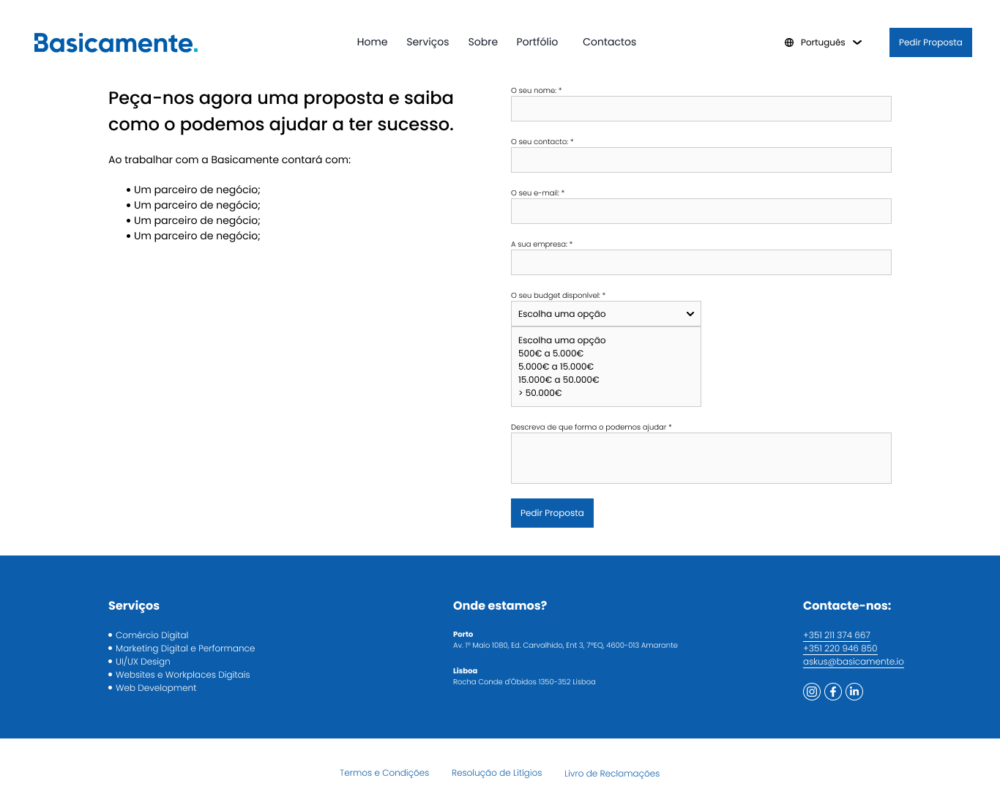 Basicamente.
Home
Serviços
Sobre
Portfólio
Contactos
Português
Pedir Proposta
Peça-nos agora uma proposta e saiba
como o podemos ajudar a ter sucesso.
Ao trabalhar com a Basicamente contará com:
• Um parceiro de negócio;
• Um parceiro de negócio;
• Um parceiro de negócio;
• Um parceiro de negócio;
O seu nome: *
O seu contacto: *
O seu e-mail: *
A sua empresa: *
O seu budget disponível: *
Escolha uma opção
Escolha uma opção
500€ a 5.000€
5.000€ a 15.000€
15.000€ a 50.000€
> 50.000€
Descreva de que forma o podemos ajudar *
Pedir Proposta
Serviços
• Comércio Digital
• Marketing Digital e Performance
• UI/UX Design
• Websites e Workplaces Digitais
• Web Development
Onde estamos?
Porto
Av. 1º Maio 1080, Ed. Carvalhido, Ent 3, 7ºEQ, 4600-013 Amarante
Lisboa
Rocha Conde d'Óbidos 1350-352 Lisboa
Contacte-nos:
+351 211 374 667
+351 220 946 850
askus@basicamente.io
Termos e Condições
Resolução de Litígios
Livro de Reclamações